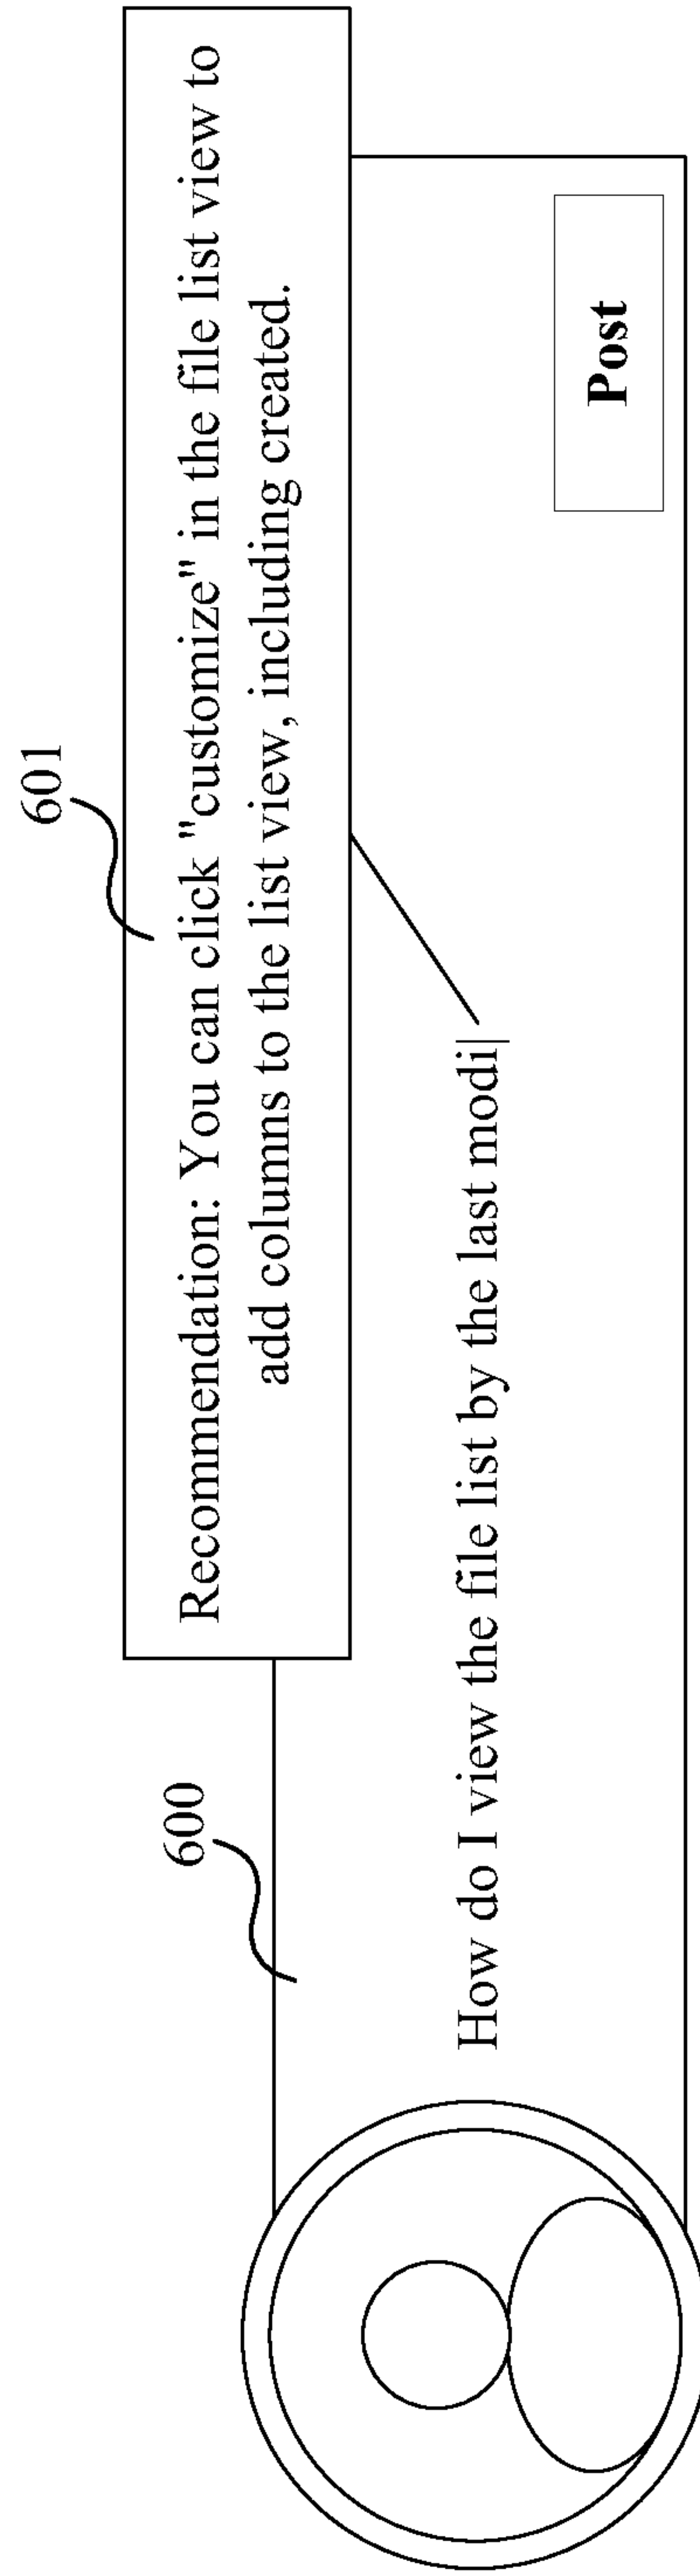 601
Recommendation: You can click "customize" in the file list view to
add columns to the list view, including created.
600
How do I view the file list by the last modi|
Post